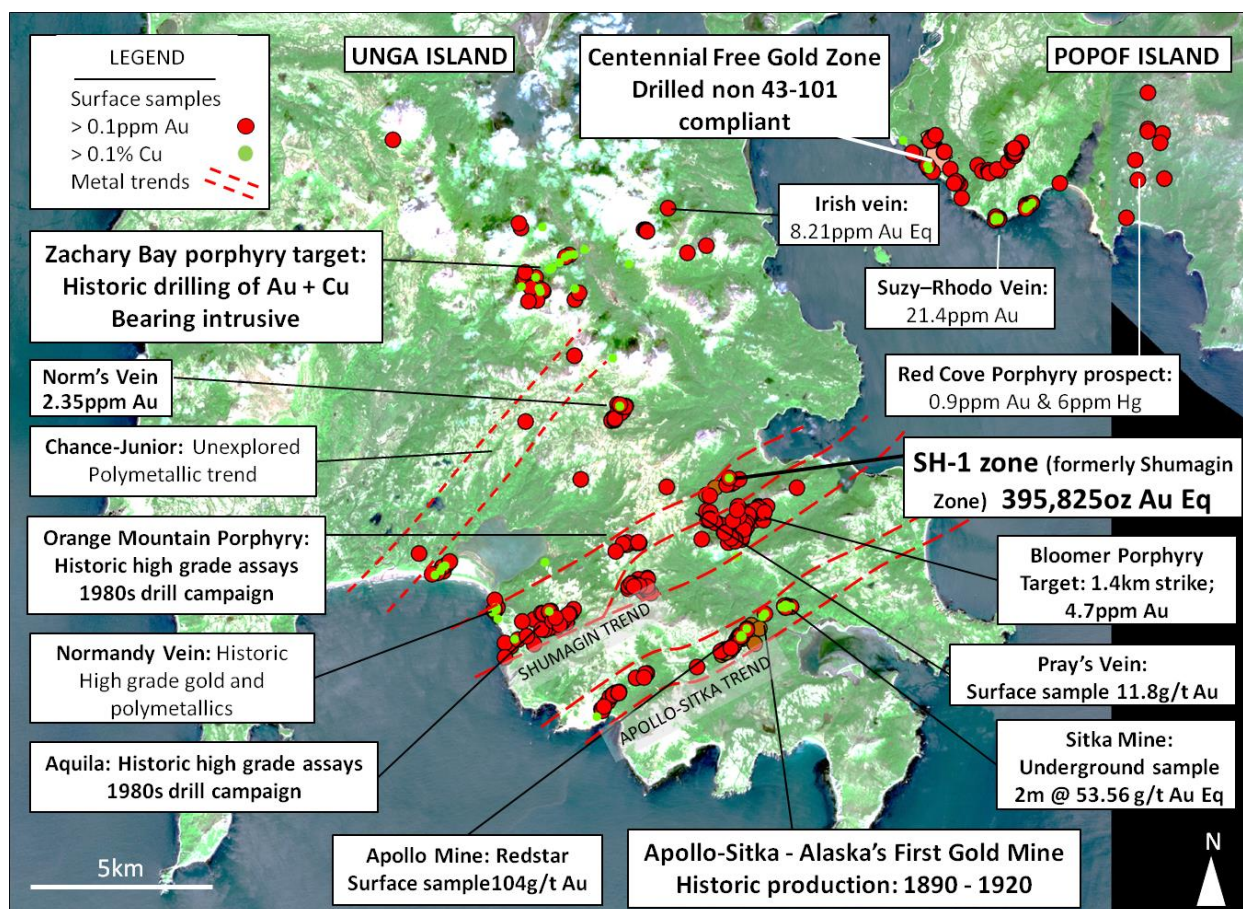 LEGEND
Surface samples
> 0.1ppm Au
> 0.1% Cu
Metal trends
UNGA ISLAND
Centennial Free Gold Zone
Drilled non 43-101
compliant
POPOF ISLAND
Irish vein:
8.21ppm Au Eq
Zachary Bay porphyry target:
Historic drilling of Au + Cu
Bearing intrusive
Suzy–Rhodo Vein:
21.4ppm Au
Norm's Vein
2.35ppm Au
Red Cove Porphyry prospect:
0.9ppm Au & 6ppm Hg
Chance-Junior: Unexplored
Polymetallic trend
SH-1 zone (formerly Shumagin
Zone) 395,825oz Au Eq
Orange Mountain Porphyry:
Historic high grade assays
1980s drill campaign
Bloomer Porphyry
Target: 1.4km strike;
4.7ppm Au
SHUMAGIN TREND
Normandy Vein: Historic
High grade gold and
polymetallics
APOLLO-SITKA TREND
Pray's Vein:
Surface sample 11.8g/t Au
Aquila: Historic high grade assays
1980s drill campaign
Sitka Mine:
Underground sample
2m @ 53.56 g/t Au Eq
Apollo Mine: Redstar
Surface sample104g/t Au
Apollo-Sitka - Alaska's First Gold Mine
Historic production: 1890 - 1920
5km
N